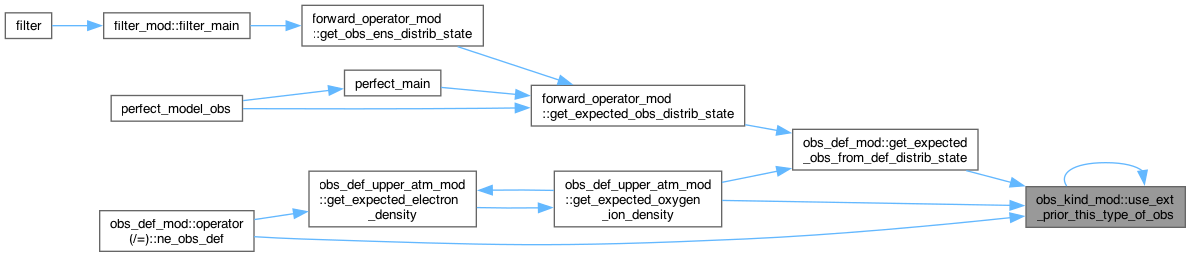 filter
filter_mod::filter_main
forward_operator_mod
::get_obs_ens_distrib_state
perfect_main
perfect_model_obs
forward_operator_mod
::get_expected_obs_distrib_state
obs_def_mod::get_expected
_obs_from_def_distrib_state
obs_def_upper_atm_mod
::get_expected_electron
_density
obs_def_upper_atm_mod
::get_expected_oxygen
_ion_density
obs_kind_mod::use_ext
_prior_this_type_of_obs
obs_def_mod::operator
(/=)::ne_obs_def